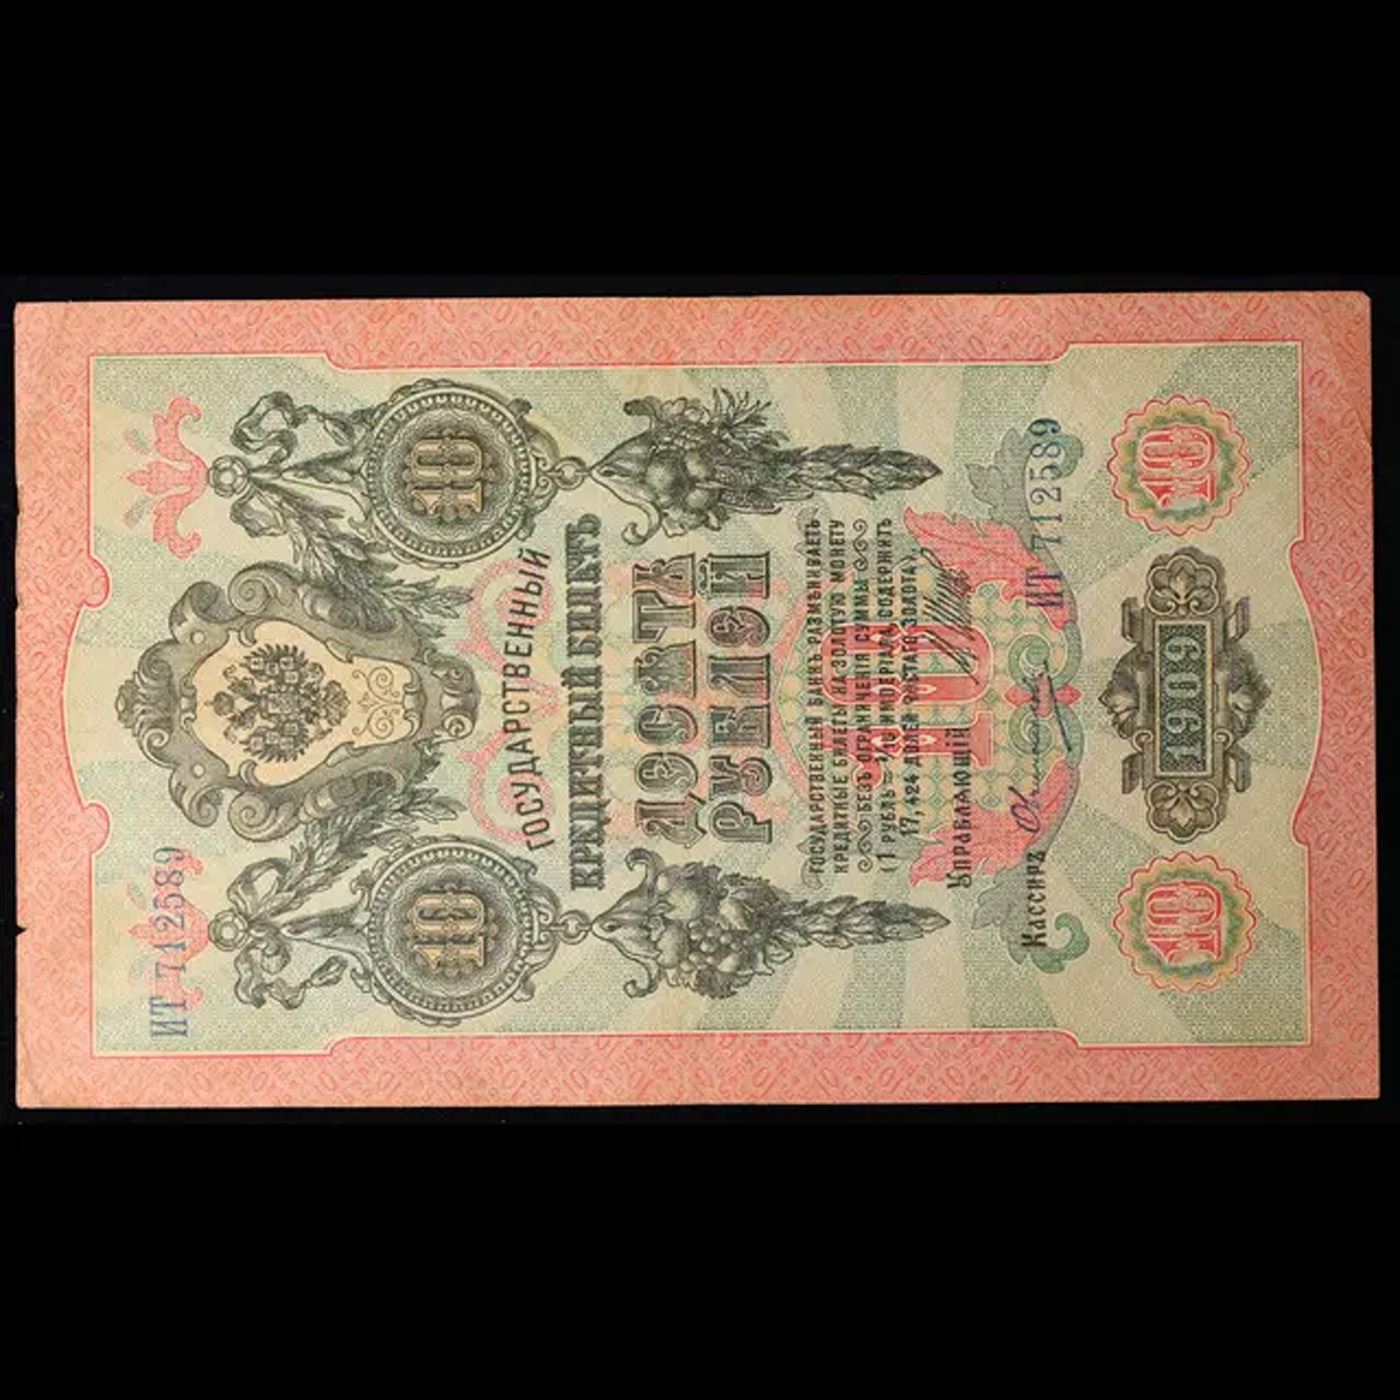 ИТ 712589
10
10
ГОСУДАРСТВЕННЫЙ
КРЕДИТНЫЙ БИЛЕТЪ
ДЕСЯТЬ
РУБЛЕЙ
ГОСУДАРСТВЕННЫЙ БАНКЪ РАЗМѢНИВАЕТЪ
КРЕДИТНЫЕ БИЛЕТЫ НА ЗОЛОТУЮ МОНЕТУ
БЕЗЪ ОГРАНИЧЕНІЯ СУММЫ
(1 РУБЛЬ = 1/15 ИМПЕРІАЛА, СОДЕРЖИТЪ
17,424 ДОЛЕЙ ЧИСТАГО ЗОЛОТА).
10
Управляющій
Кассиръ
ИТ 712589
10
1909
10